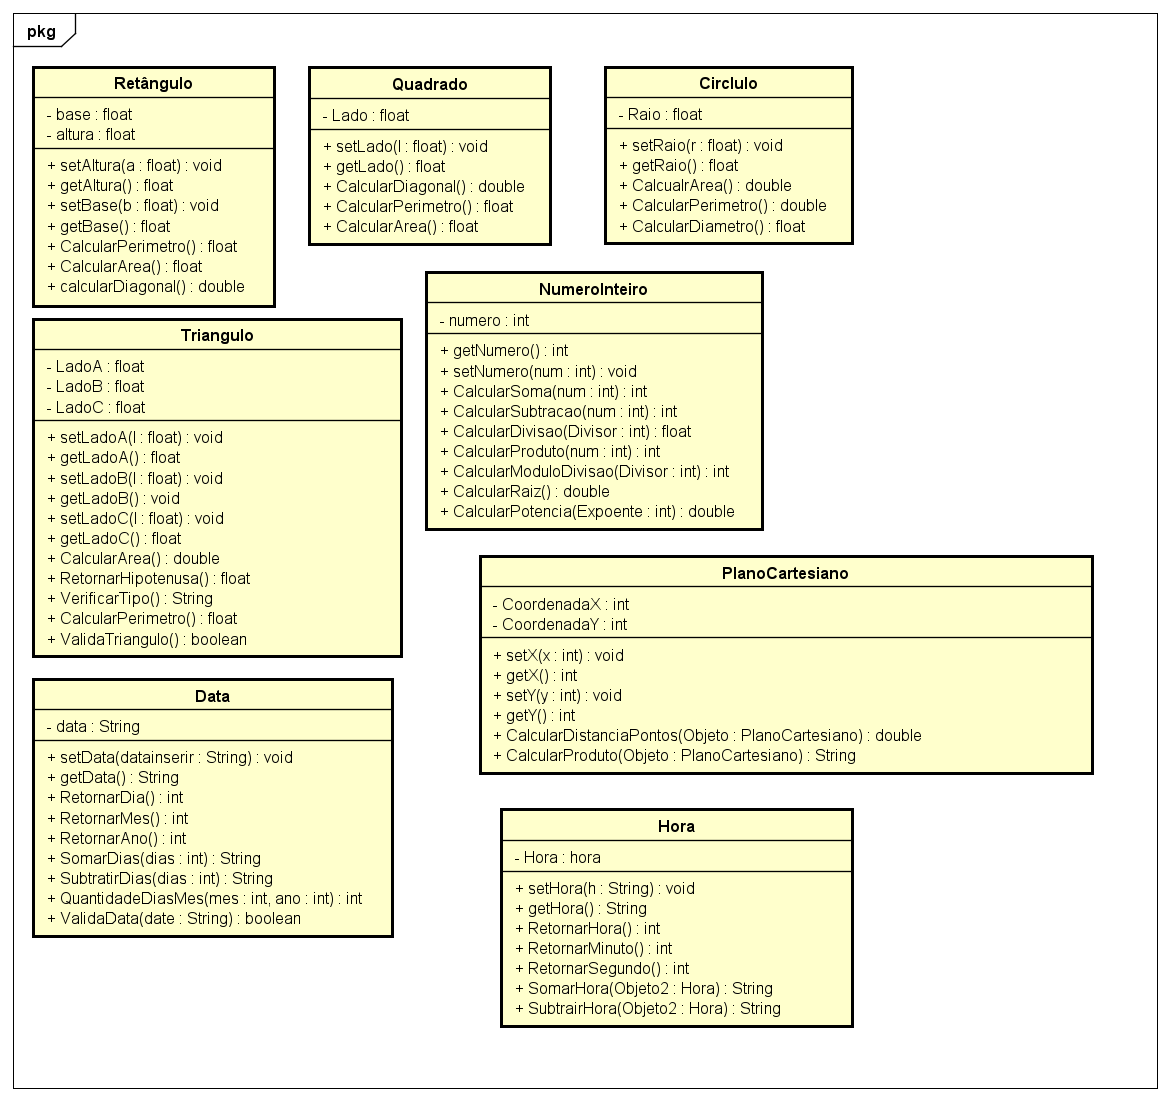 pkg
Retângulo
- base : float
- altura : float
+ setAltura(a : float) : void
+ getAltura() : float
+ setBase(b : float) : void
+ getBase() : float
+ CalcularPerimetro() : float
+ CalcularArea() : float
+ calcularDiagonal() : double
Quadrado
- Lado : float
+ setLado(l : float) : void
+ getLado() : float
+ CalcularDiagonal() : double
+ CalcularPerimetro() : float
+ CalcularArea() : float
Circlulo
- Raio : float
+ setRaio(r : float) : void
+ getRaio() : float
+ CalcualrArea() : double
+ CalcularPerimetro() : double
+ CalcularDiametro() : float
NumeroInteiro
- numero : int
+ getNumero() : int
+ setNumero(num : int) : void
+ CalcularSoma(num : int) : int
+ CalcularSubtracao(num : int) : int
+ CalcularDivisao(Divisor : int) : float
+ CalcularProduto(num : int) : int
+ CalcularModuloDivisao(Divisor : int) : int
+ CalcularRaiz() : double
+ CalcularPotencia(Expoente : int) : double
Triangulo
- LadoA : float
- LadoB : float
- LadoC : float
+ setLadoA(l : float) : void
+ getLadoA() : float
+ setLadoB(l : float) : void
+ getLadoB() : void
+ setLadoC(l : float) : void
+ getLadoC() : float
+ CalcularArea() : double
+ RetornarHipotenusa() : float
+ VerificarTipo() : String
+ CalcularPerimetro() : float
+ ValidaTriangulo() : boolean
PlanoCartesiano
- CoordenadaX : int
- CoordenadaY : int
+ setX(x : int) : void
+ getX() : int
+ setY(y : int) : void
+ getY() : int
+ CalcularDistanciaPontos(Objeto : PlanoCartesiano) : double
+ CalcularProduto(Objeto : PlanoCartesiano) : String
Data
- data : String
+ setData(datainserir : String) : void
+ getData() : String
+ RetornarDia() : int
+ RetornarMes() : int
+ RetornarAno() : int
+ SomarDias(dias : int) : String
+ SubtratirDias(dias : int) : String
+ QuantidadeDiasMes(mes : int, ano : int) : int
+ ValidaData(date : String) : boolean
Hora
- Hora : hora
+ setHora(h : String) : void
+ getHora() : String
+ RetornarHora() : int
+ RetornarMinuto() : int
+ RetornarSegundo() : int
+ SomarHora(Objeto2 : Hora) : String
+ SubtrairHora(Objeto2 : Hora) : String